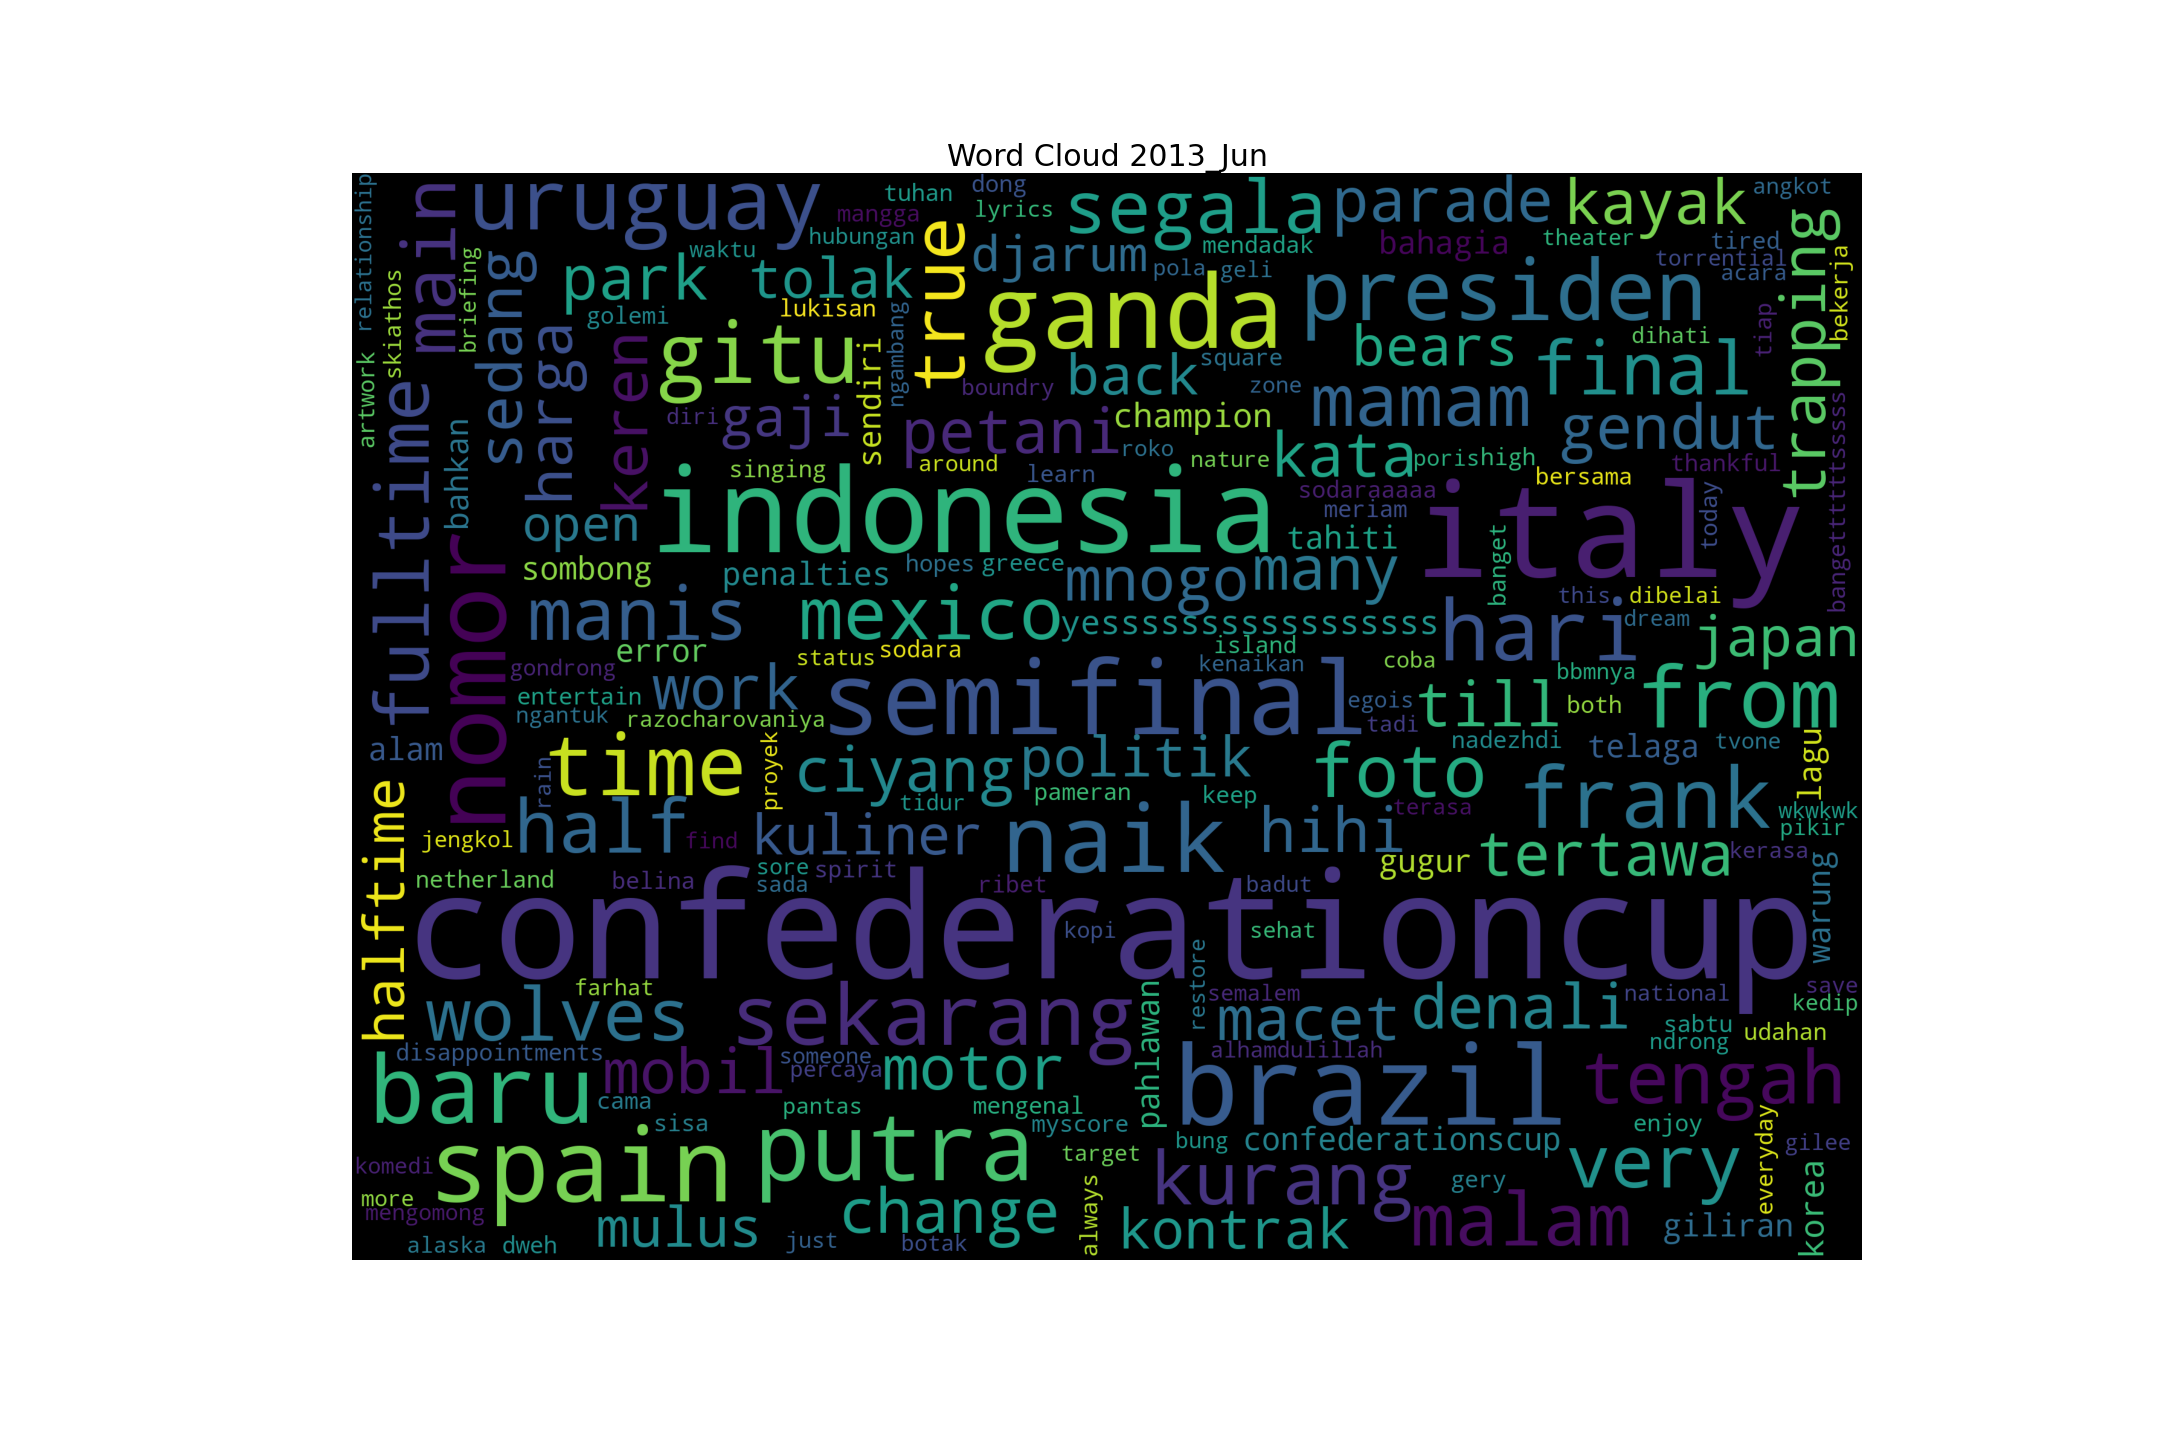 Word Cloud 2013_Jun
relationship
main
uruguay
tuhan
dong
segala
parade
kayak
angkot
mangga
lyrics
hubungan
waktu
true
djarum
mendadak
bahagia
theater
tired
trapping
skiathos
briefing
sedang
park
tolak
pola
geli
torrential
acara
bekerja
golemi
lukisan
ganda
presiden
artwork
fulltime
harga
keren
gitu
sendiri
ngambang
back
square
bears
dihati
tiap
final
boundry
zone
mamam
gendut
bahkan
diri
gaji
petani
champion
roko
kata
porishigh
nature
thankful
bangettttttssssss
singing
around
learn
bersama
sodaraaaaa
meriam
today
italy
indonesia
open
nomor
tahiti
banget
sombong
penalties
hopes
greece
mnogo
many
this
dibelai
manis
mexico
yesssssssssssssssss
hari
dream
japan
error
status
sodara
island
kenaikan
coba
bbmnya
gondrong
work
semifinal
egois
till
both
from
entertain
ngantuk
razocharovaniya
tadi
nadezhdi
telaga
tvone
alam
time
proyek
rain
ciyang
politik
foto
lagu
frank
halftime
tidur
pameran
keep
terasa
wkwkwk
pikir
jengkol
half
find
kuliner
naik
hihi
gugur
tertawa
kerasa
warung
netherland
belina
sore
sada
spirit
ribet
badut
confederationcup
kopi
sehat
restore
farhat
wolves
sekarang
pahlawan
semalem
macet
denali
national
save
kedip
sabtu
udahan
ndrong
disappointments
mobil
someone
percaya
motor
alhamdulillah
brazil
tengah
baru
cama
sisa
pantas
mengenal
myscore
bung
confederationscup
enjoy
everyday
gilee
komedi
spain
putra
target
kurang
gery
very
korea
more
mengomong
always
change
mulus
kontrak
malam
giliran
alaska
dweh
just
botak